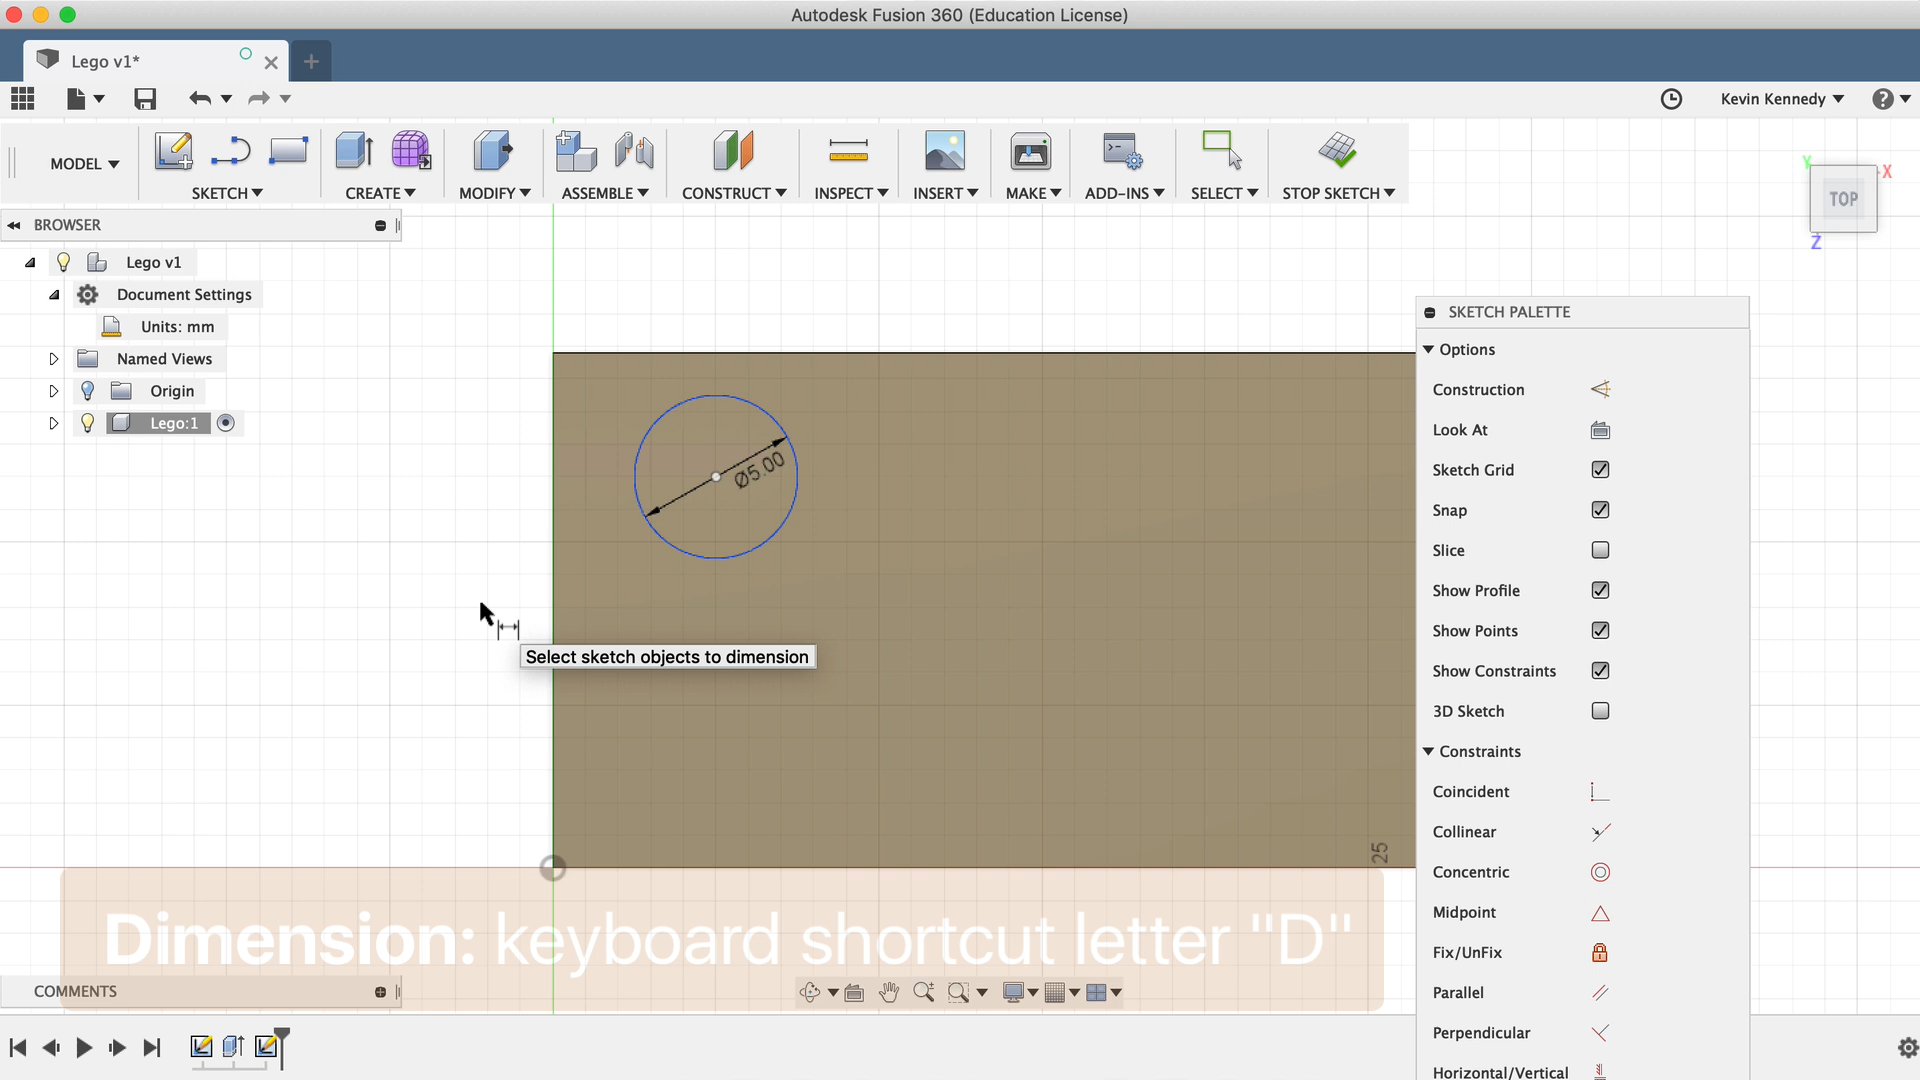 Autodesk Fusion 360 (Education License)
Lego v1*
Kevin Kennedy
MODEL
SKETCH
CREATE
MODIFY
ASSEMBLE
CONSTRUCT
INSPECT
INSERT
MAKE
ADD-INS
SELECT
STOP SKETCH
Y
X
TOP
Z
BROWSER
Lego v1
Document Settings
Units: mm
Named Views
Origin
Lego:1
Ø5.00
Select sketch objects to dimension
25
SKETCH PALETTE
Options
Construction
Look At
Sketch Grid
Snap
Slice
Show Profile
Show Points
Show Constraints
3D Sketch
Constraints
Coincident
Collinear
Concentric
Midpoint
Fix/UnFix
Parallel
Perpendicular
Horizontal/Vertical
Dimension: keyboard shortcut letter "D"
COMMENTS